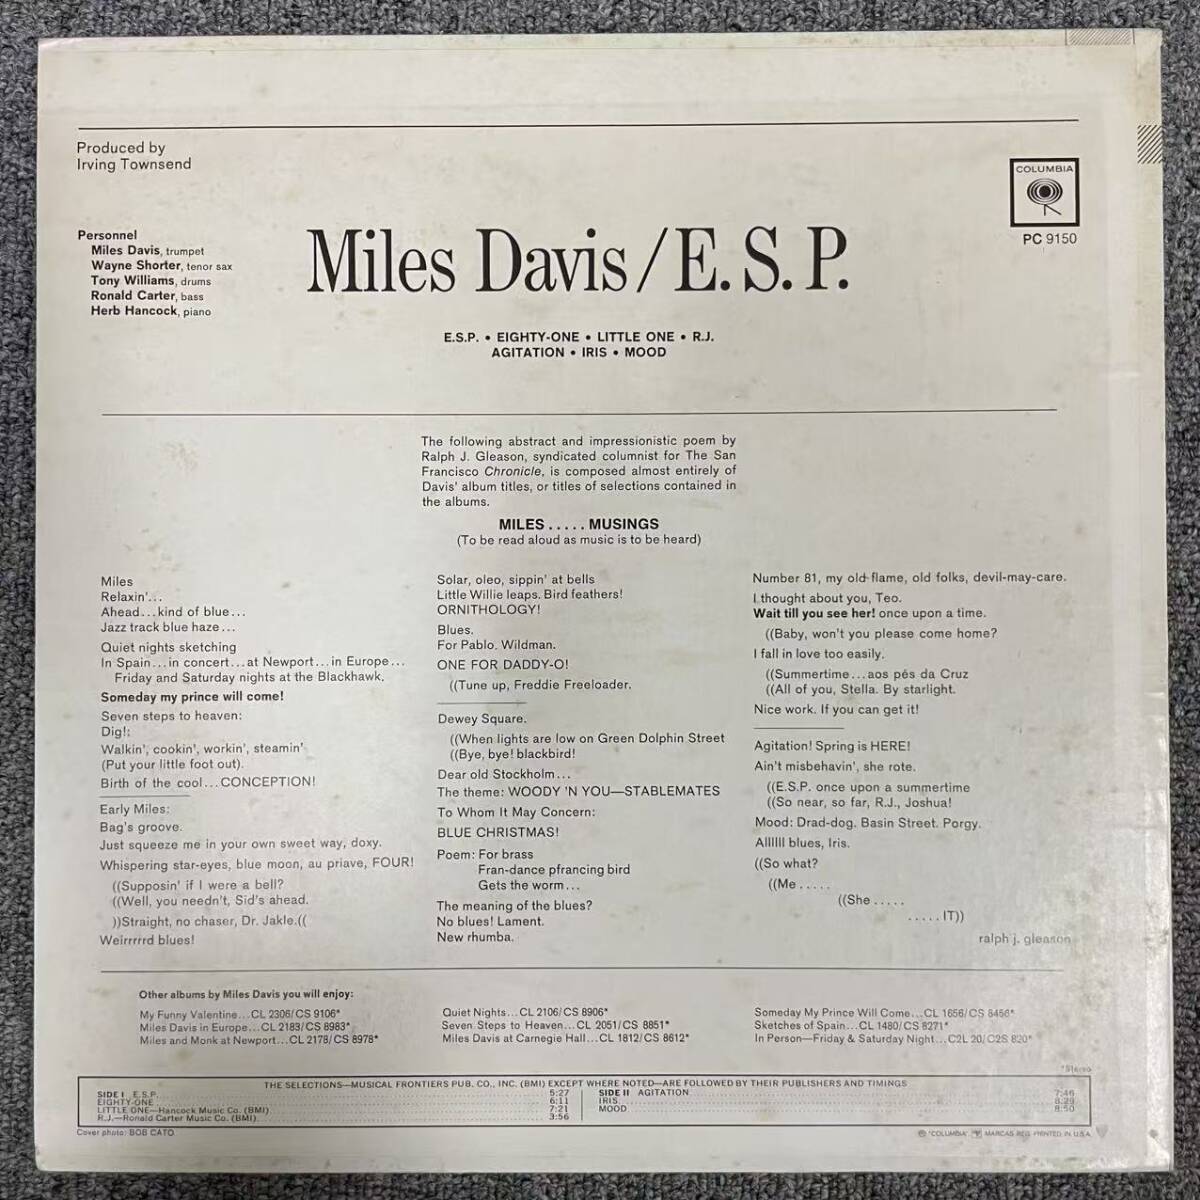 Produced by
Irving Townsend
COLUMBIA
PC 9150
Personnel
Miles Davis, trumpet
Wayne Shorter, tenor sax
Tony Williams, drums
Ronald Carter, bass
Herb Hancock, piano
Miles Davis/E.S.P.
E.S.P. • EIGHTY-ONE • LITTLE ONE • R.J.
AGITATION • IRIS • MOOD
The following abstract and impressionistic poem by
Ralph J. Gleason, syndicated columnist for The San
Francisco Chronicle, is composed almost entirely of
Davis' album titles, or titles of selections contained in
the albums.
MILES ..... MUSINGS
(To be read aloud as music is to be heard)
Miles
Relaxin'...
Ahead...kind of blue...
Jazz track blue haze...
Quiet nights sketching
In Spain...in concert...at Newport...in Europe...
Friday and Saturday nights at the Blackhawk.
Someday my prince will come!
Seven steps to heaven:
Dig!:
Walkin', cookin', workin', steamin'
(Put your little foot out).
Birth of the cool...CONCEPTION!
Early Miles:
Bag's groove.
Just squeeze me in your own sweet way, doxy.
Whispering star-eyes, blue moon, au priave, FOUR!
((Supposin' if I were a bell?
((Well, you needn't, Sid's ahead.
))Straight, no chaser, Dr. Jakle.((
Weirrrrrd blues!
Solar, oleo, sippin' at bells
Little Willie leaps. Bird feathers!
ORNITHOLOGY!
Blues.
For Pablo. Wildman.
ONE FOR DADDY-O!
((Tune up, Freddie Freeloader.
Dewey Square.
((When lights are low on Green Dolphin Street
((Bye, bye! blackbird!
Dear old Stockholm...
The theme: WOODY 'N YOU—STABLEMATES
To Whom It May Concern:
BLUE CHRISTMAS!
Poem: For brass
Fran-dance pfrancing bird
Gets the worm...
The meaning of the blues?
No blues! Lament.
New rhumba.
Number 81, my old flame, old folks, devil-may-care.
I thought about you, Teo.
Wait till you see her! once upon a time.
((Baby, won't you please come home?
I fall in love too easily.
((Summertime...aos pés da Cruz
((All of you, Stella. By starlight.
Nice work. If you can get it!
Agitation! Spring is HERE!
Ain't misbehavin', she rote.
((E.S.P. once upon a summertime
((So near, so far, R.J., Joshua!
Mood: Drad-dog. Basin Street. Porgy.
Allllll blues, Iris.
((So what?
((Me .....
((She .....
..... IT))
ralph j. gleason
Other albums by Miles Davis you will enjoy:
My Funny Valentine...CL 2306/CS 9106*
Miles Davis in Europe...CL 2183/CS 8983*
Miles and Monk at Newport...CL 2178/CS 8978*
Quiet Nights...CL 2106/CS 8906*
Seven Steps to Heaven...CL 2051/CS 8851*
Miles Davis at Carnegie Hall...CL 1812/CS 8612*
Someday My Prince Will Come...CL 1656/CS 8456*
Sketches of Spain...CL 1480/CS 8271*
In Person—Friday & Saturday Night...C2L 20/C2S 820*
*Stereo
THE SELECTIONS—MUSICAL FRONTIERS PUB. CO., INC. (BMI) EXCEPT WHERE NOTED—ARE FOLLOWED BY THEIR PUBLISHERS AND TIMINGS
SIDE I E.S.P. 5:27
EIGHTY-ONE 6:11
LITTLE ONE—Hancock Music Co. (BMI) 7:21
R.J.—Ronald Carter Music Co. (BMI) 3:56
SIDE II AGITATION 7:46
IRIS 8:29
MOOD 8:50
Cover photo: BOB CATO
"COLUMBIA", MARCAS REG. PRINTED IN U.S.A.